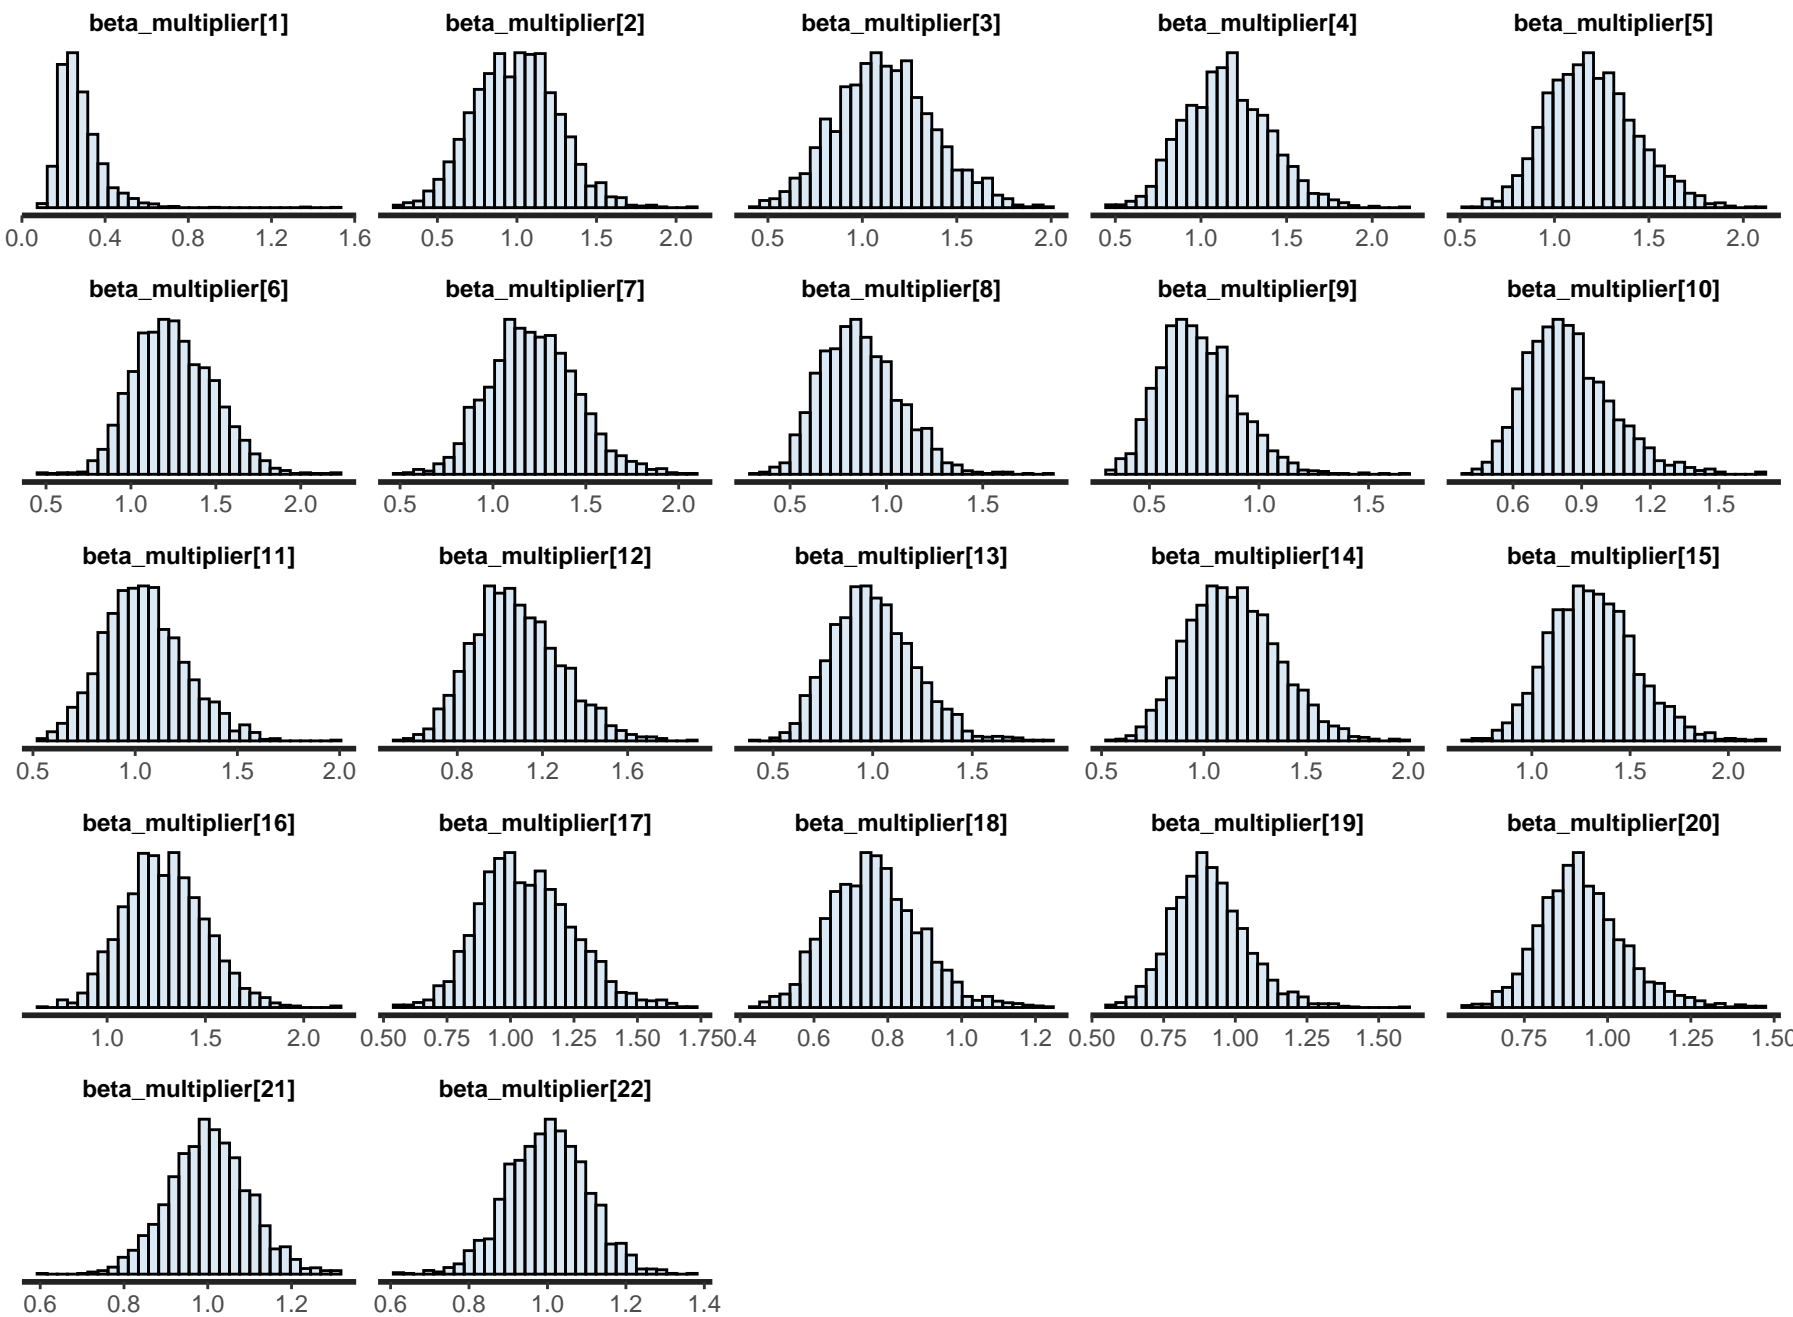 beta_multiplier[1] beta_multiplier[2] beta_multiplier[3] beta_multiplier[4] beta_multiplier[5]
0.0 0.4 0.8 1.2 1.6 0.5 1.0 1.5 2.0 0.5 1.0 1.5 2.0 0.5 1.0 1.5 2.0 0.5 1.0 1.5 2.0
beta_multiplier[6] beta_multiplier[7] beta_multiplier[8] beta_multiplier[9] beta_multiplier[10]
0.5 1.0 1.5 2.0 0.5 1.0 1.5 2.0 0.5 1.0 1.5 0.5 1.0 1.5 0.6 0.9 1.2 1.5
beta_multiplier[11] beta_multiplier[12] beta_multiplier[13] beta_multiplier[14] beta_multiplier[15]
0.5 1.0 1.5 2.0 0.8 1.2 1.6 0.5 1.0 1.5 0.5 1.0 1.5 2.0 1.0 1.5 2.0
beta_multiplier[16] beta_multiplier[17] beta_multiplier[18] beta_multiplier[19] beta_multiplier[20]
1.0 1.5 2.0 0.50 0.75 1.00 1.25 1.75 0.4 0.6 0.8 1.0 1.2 0.50 0.75 1.00 1.25 1.50 0.75 1.00 1.25 1.50
beta_multiplier[21] beta_multiplier[22]
0.6 0.8 1.0 1.2 0.6 0.8 1.0 1.2 1.4